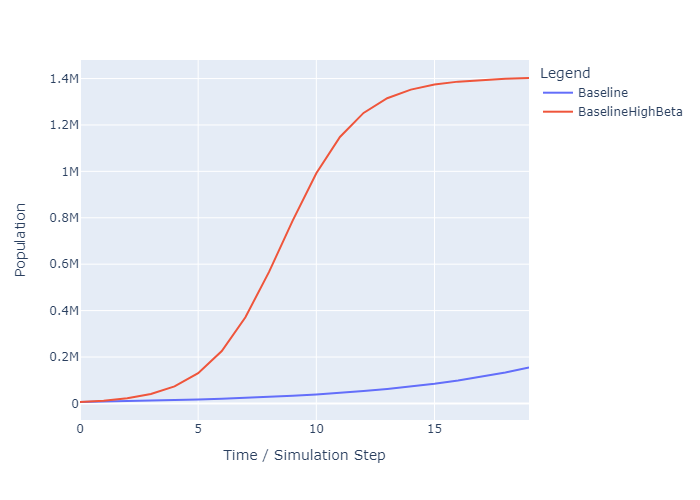 Legend
Baseline
BaselineHighBeta
1.4M
1.2M
1M
0.8M
0.6M
0.4M
0.2M
0
Population
0
5
10
15
Time / Simulation Step